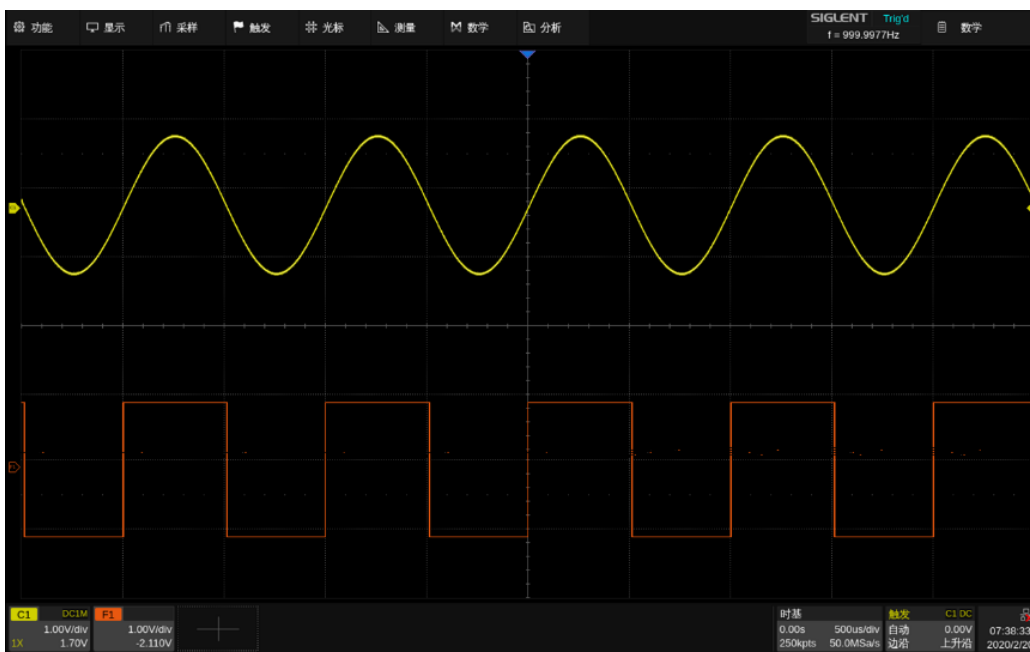 功能 显示 采样 触发 光标 测量 数学 分析
SIGLENT Trig'd
f = 999.9977Hz
数学
C1 DC1M
1.00V/div
1X 1.70V
F1
1.00V/div
-2.110V
时基
0.00s 500us/div
250kpts 50.0MSa/s
触发 C1 DC
自动 0.00V
边沿 上升沿
07:38:33